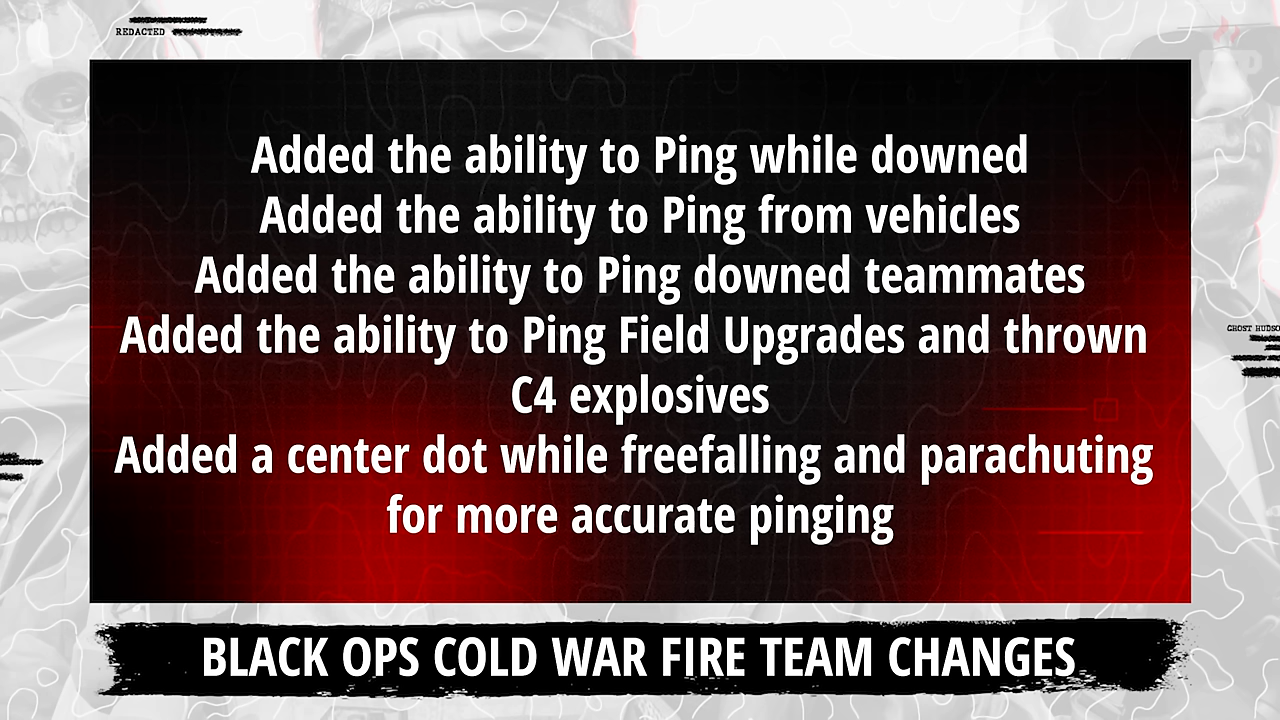 REDACTED
Added the ability to Ping while downed
Added the ability to Ping from vehicles
Added the ability to Ping downed teammates
Added the ability to Ping Field Upgrades and thrown
C4 explosives
Added a center dot while freefalling and parachuting
for more accurate pinging
GHOST HUDSO
BLACK OPS COLD WAR FIRE TEAM CHANGES